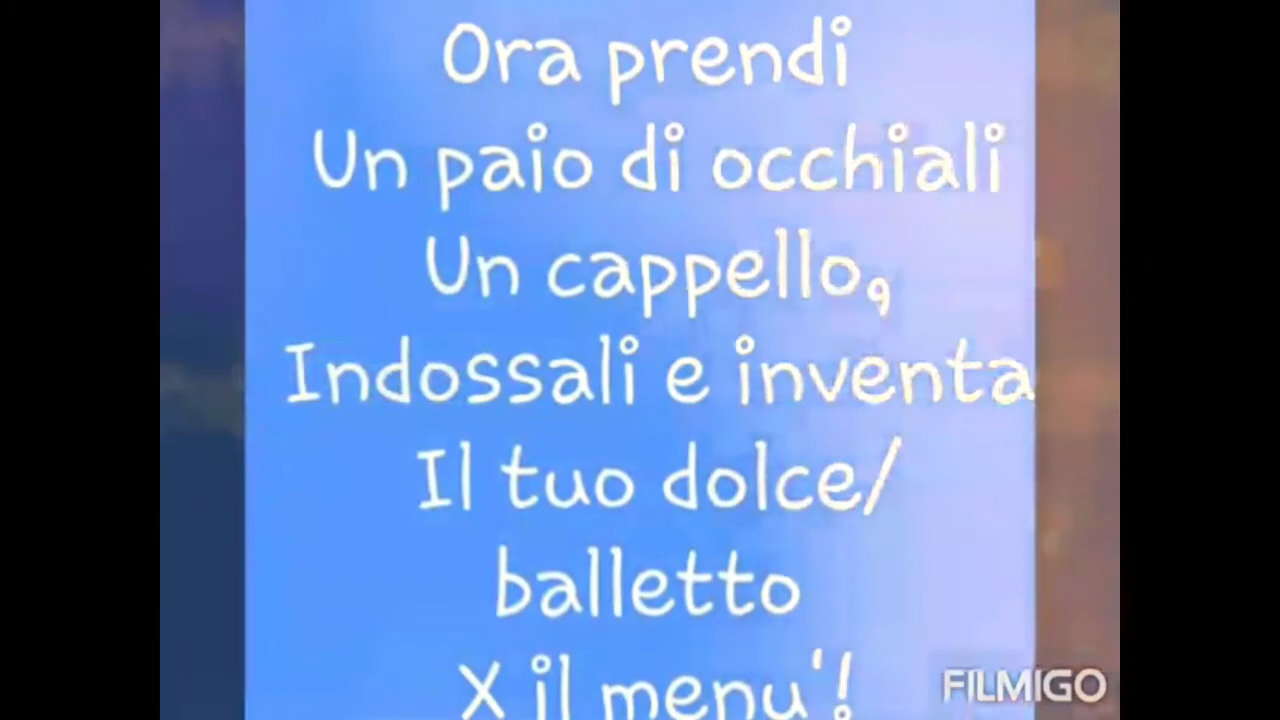 Ora prendi
Un paio di occhiali
Un cappello,
Indossali e inventa
Il tuo dolce/
balletto
X il menu'!
FILMIGO